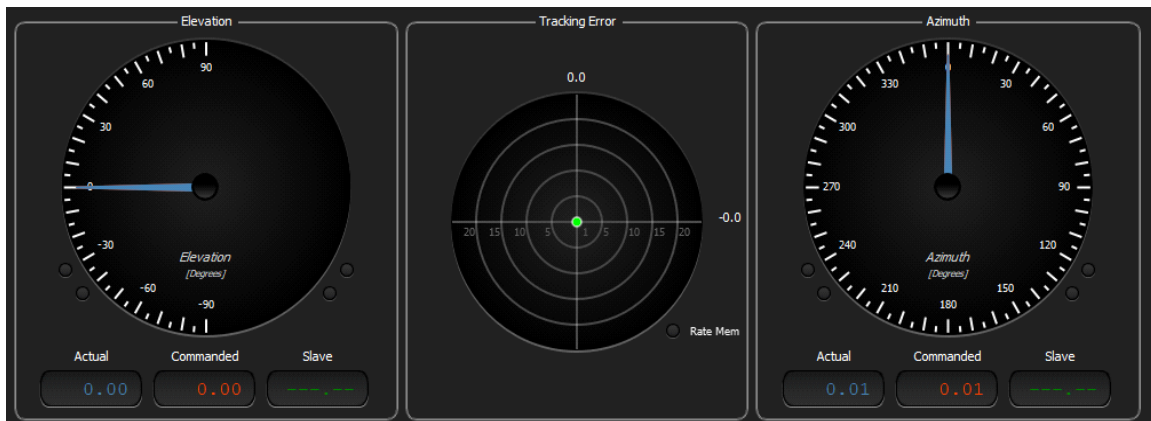 Elevation
90
60
30
0
-30
-60
-90
Elevation
[Degrees]
Actual Commanded Slave
0.00 0.00 ---.--
Tracking Error
0.0
-0.0
20 15 10 5 1 5 10 15 20
Rate Mem
Azimuth
0
330 30
300 60
270 90
240 120
210 150
180
Azimuth
[Degrees]
Actual Commanded Slave
0.01 0.01 ---.--